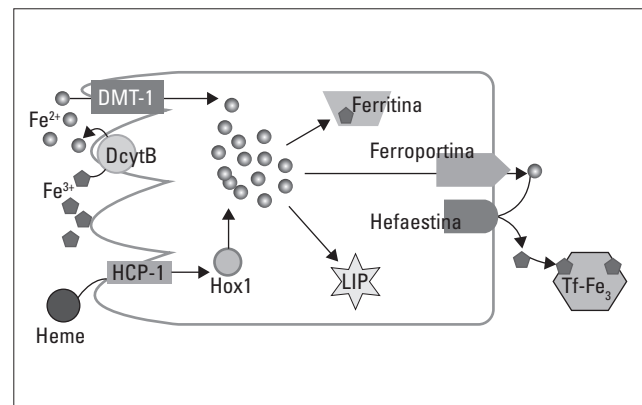 DMT-1
Fe2+
DcytB
Fe3+
HCP-1
Heme
Hox1
Ferritina
Ferroportina
Hefaestina
LIP
Tf-Fe3